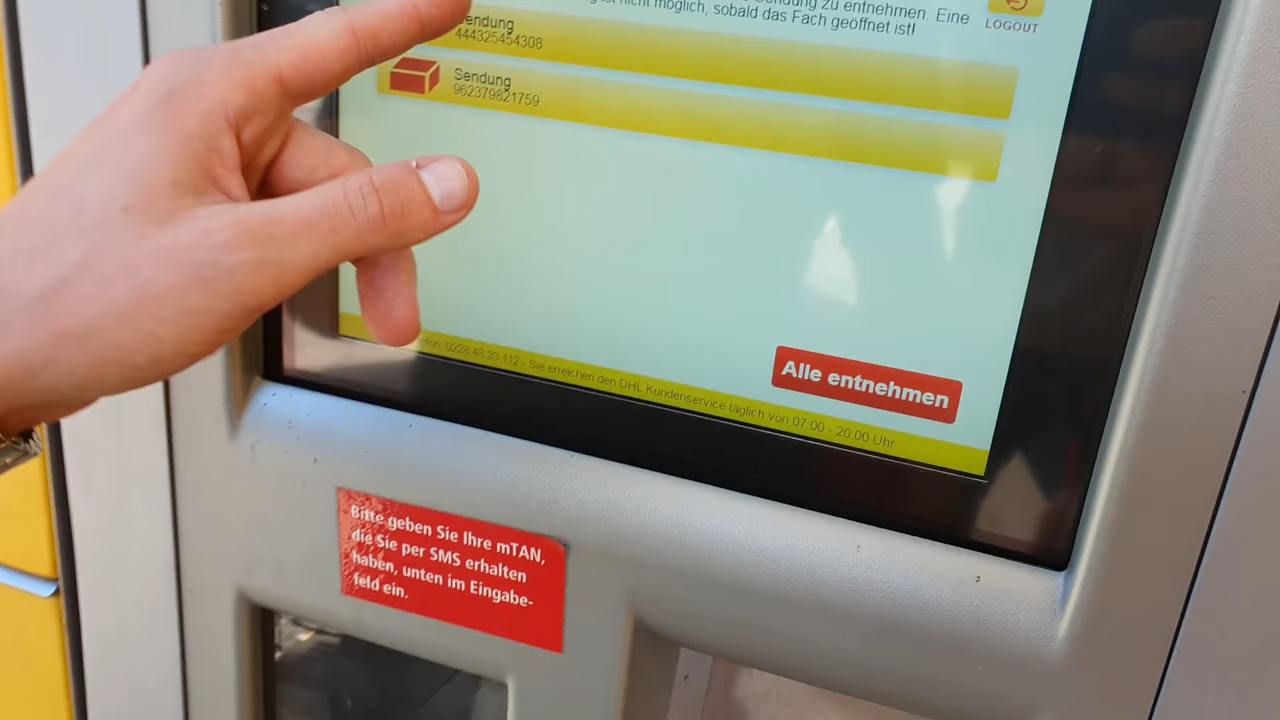 Sendung zu entnehmen. Eine
ist nicht möglich, sobald das Fach geöffnet ist!
LOGOUT
Sendung
444325454308
Sendung
962379821759
Alle entnehmen
0228 43 33 112 - Sie erreichen den DHL Kundenservice täglich von 07:00 - 20:00 Uhr
Bitte geben Sie Ihre mTAN,
die Sie per SMS erhalten
haben, unten im Eingabe-
feld ein.